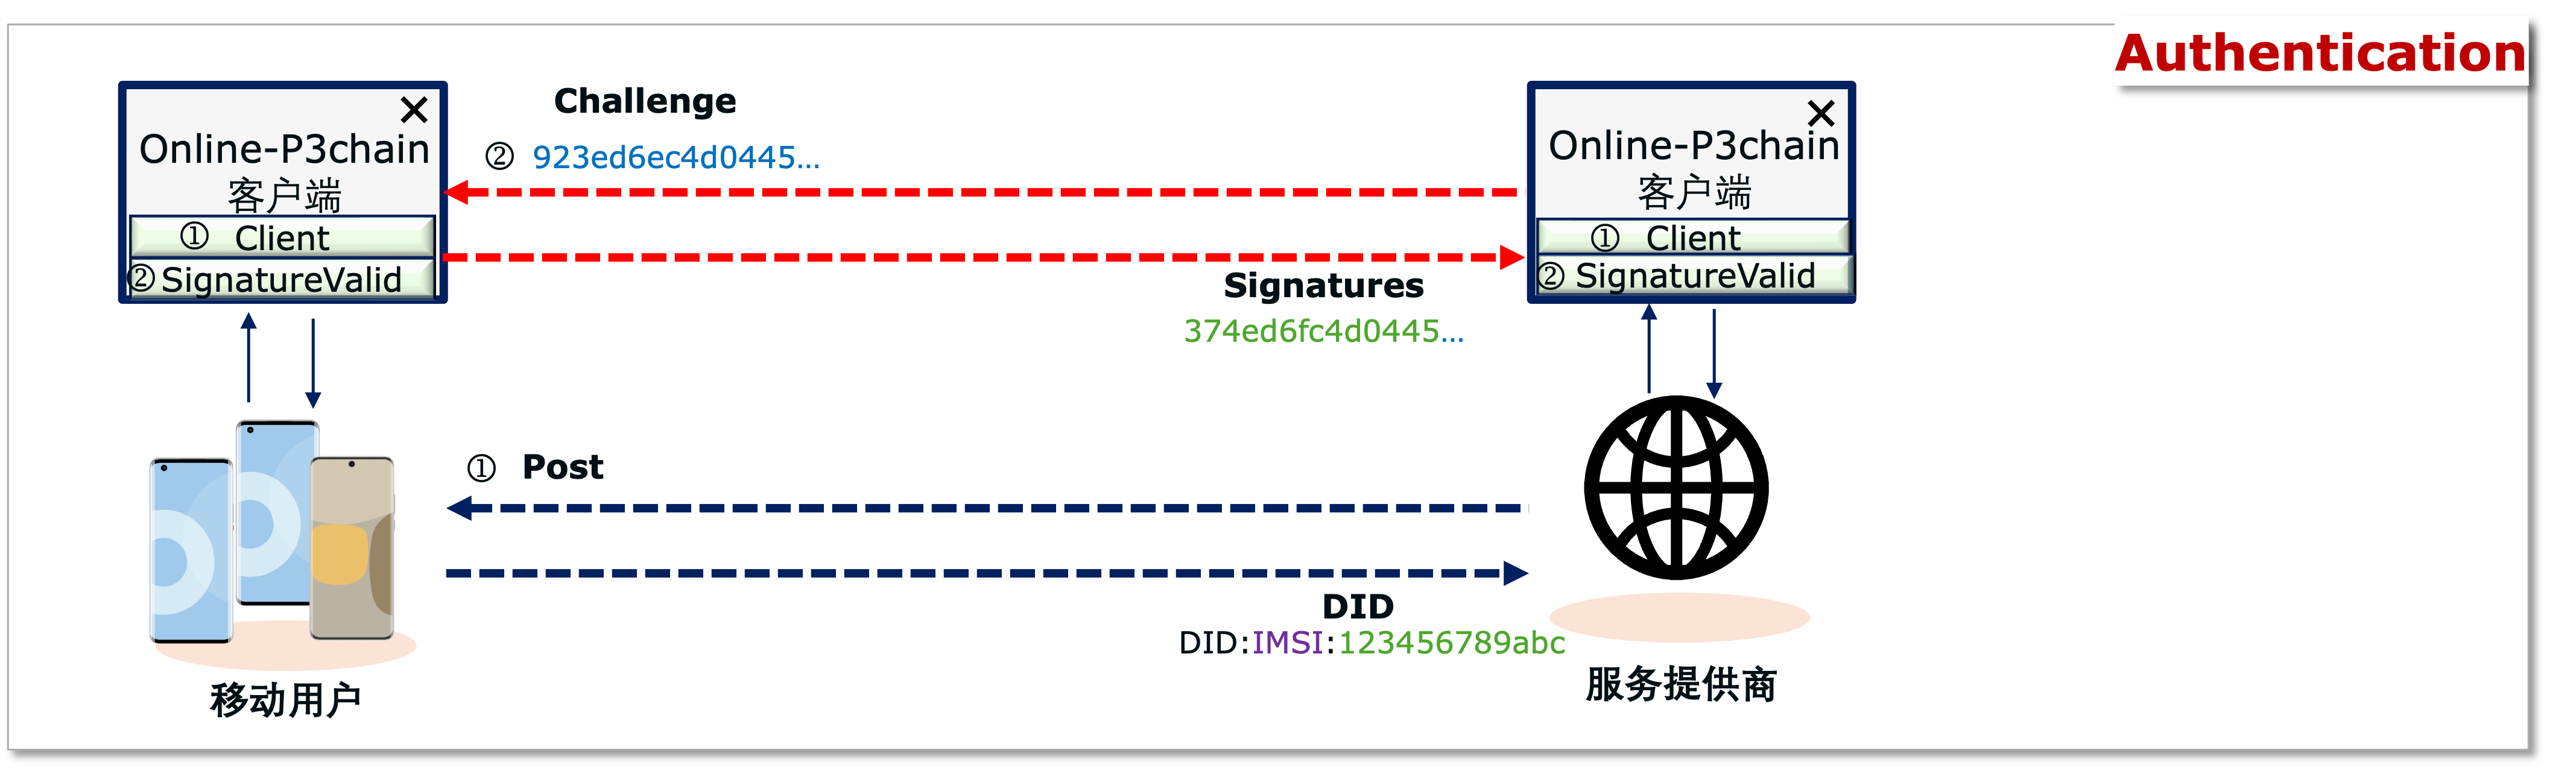 Authentication
Online-P3chain
客户端
① Client
② SignatureValid
Challenge
② 923ed6ec4d0445...
Signatures
374ed6fc4d0445...
Online-P3chain
客户端
① Client
② SignatureValid
① Post
DID
DID:IMSI:123456789abc
移动用户
服务提供商